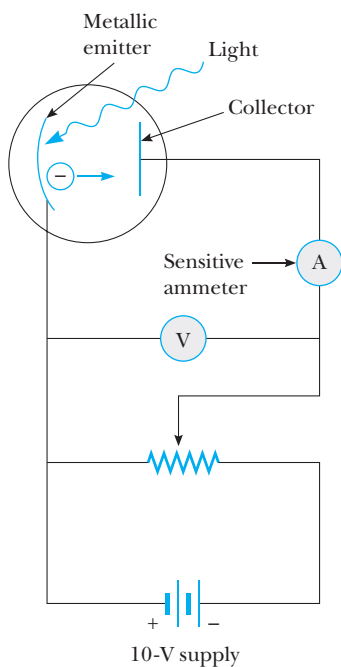 Metallic
emitter
Light
Collector
−
Sensitive
ammeter
A
V
+ −
10-V supply